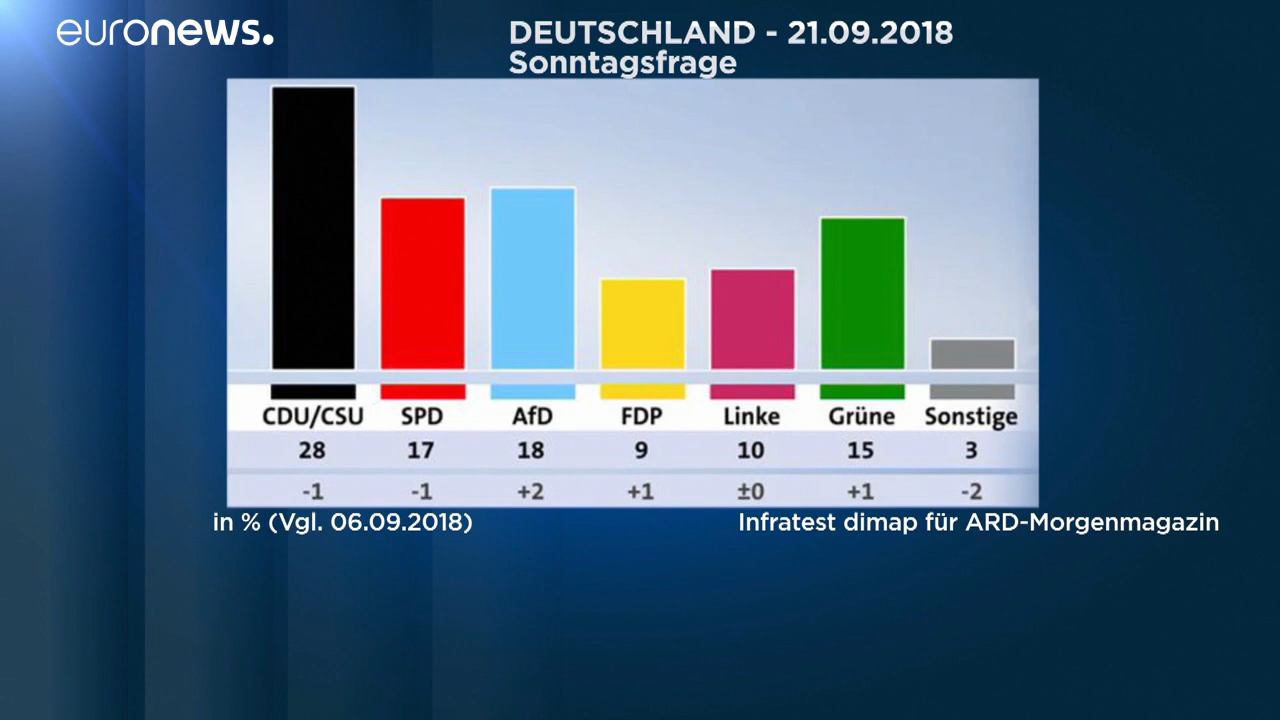 euronews.
DEUTSCHLAND - 21.09.2018
Sonntagsfrage
CDU/CSU SPD AfD FDP Linke Grüne Sonstige
28 17 18 9 10 15 3
-1 -1 +2 +1 ±0 +1 -2
in % (Vgl. 06.09.2018) Infratest dimap für ARD-Morgenmagazin